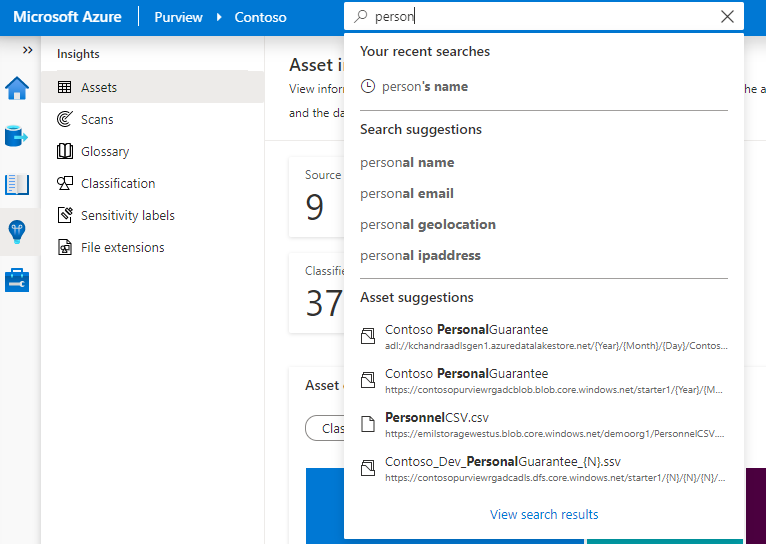 Microsoft Azure
Purview
Contoso
person
Insights
Assets
Scans
Glossary
Classification
Sensitivity labels
File extensions
Asset in
View inform
and the da
Source
9
Classifie
37
Asset
Clas
Your recent searches
person's name
Search suggestions
personal name
personal email
personal geolocation
personal ipaddress
Asset suggestions
Contoso PersonalGuarantee
adl://kchandraadlsgen1.azuredatalakestore.net/{Year}/{Month}/{Day}/Contos...
Contoso PersonalGuarantee
https://contosopurviewrgadcblob.blob.core.windows.net/starter1/{Year}/{M...
PersonnelCSV.csv
https://emilstoragewestus.blob.core.windows.net/demoorg1/PersonnelCSV....
Contoso_Dev_PersonalGuarantee_{N}.ssv
https://contosopurviewrgadcadls.dfs.core.windows.net/starter1/{N}/{N}/{N}/...
View search results